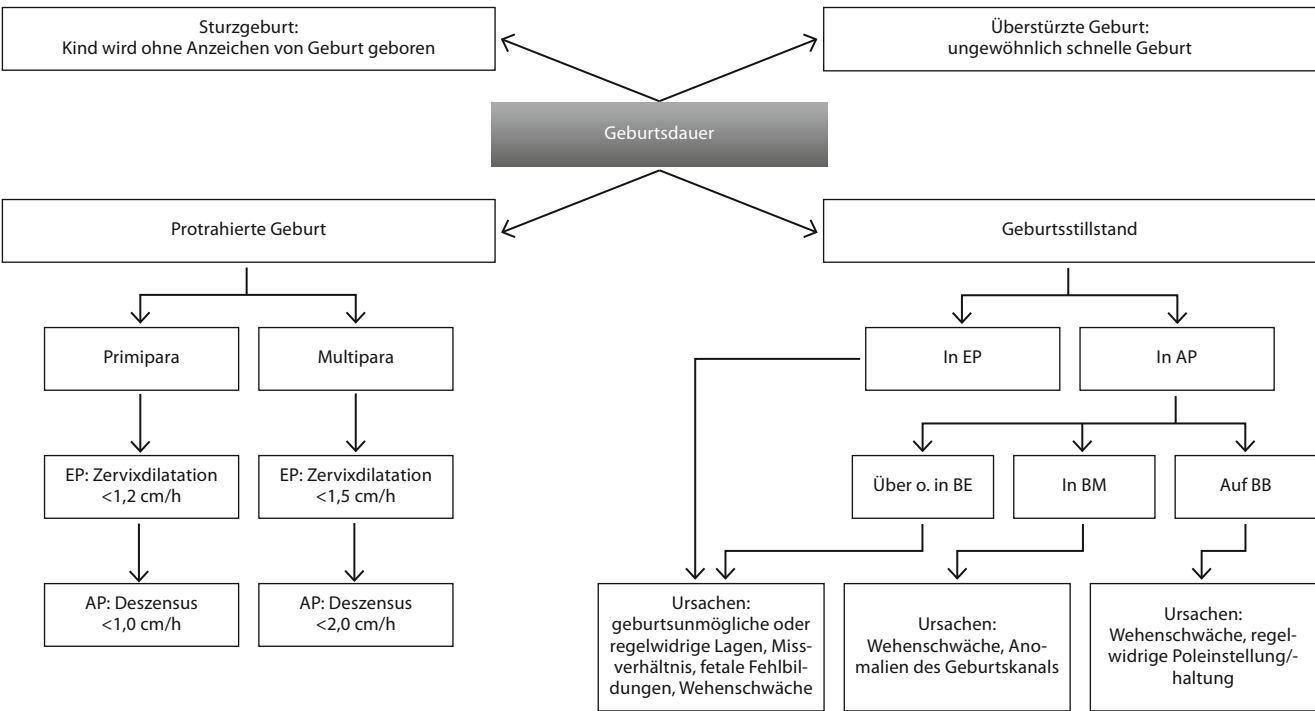 Sturzgeburt:
Kind wird ohne Anzeichen von Geburt geboren
Überstürzte Geburt:
ungewöhnlich schnelle Geburt
Geburtsdauer
Protrahierte Geburt
Geburtsstillstand
Primipara
Multipara
In EP
In AP
EP: Zervixdilatation
<1,2 cm/h
EP: Zervixdilatation
<1,5 cm/h
Über o. in BE
In BM
Auf BB
AP: Deszensus
<1,0 cm/h
AP: Deszensus
<2,0 cm/h
Ursachen:
geburtsunmögliche oder
regelwidrige Lagen, Miss-
verhältnis, fetale Fehlbil-
dungen, Wehenschwäche
Ursachen:
Wehenschwäche, Ano-
malien des Geburtskanals
Ursachen:
Wehenschwäche, regel-
widrige Poleinstellung/-
haltung